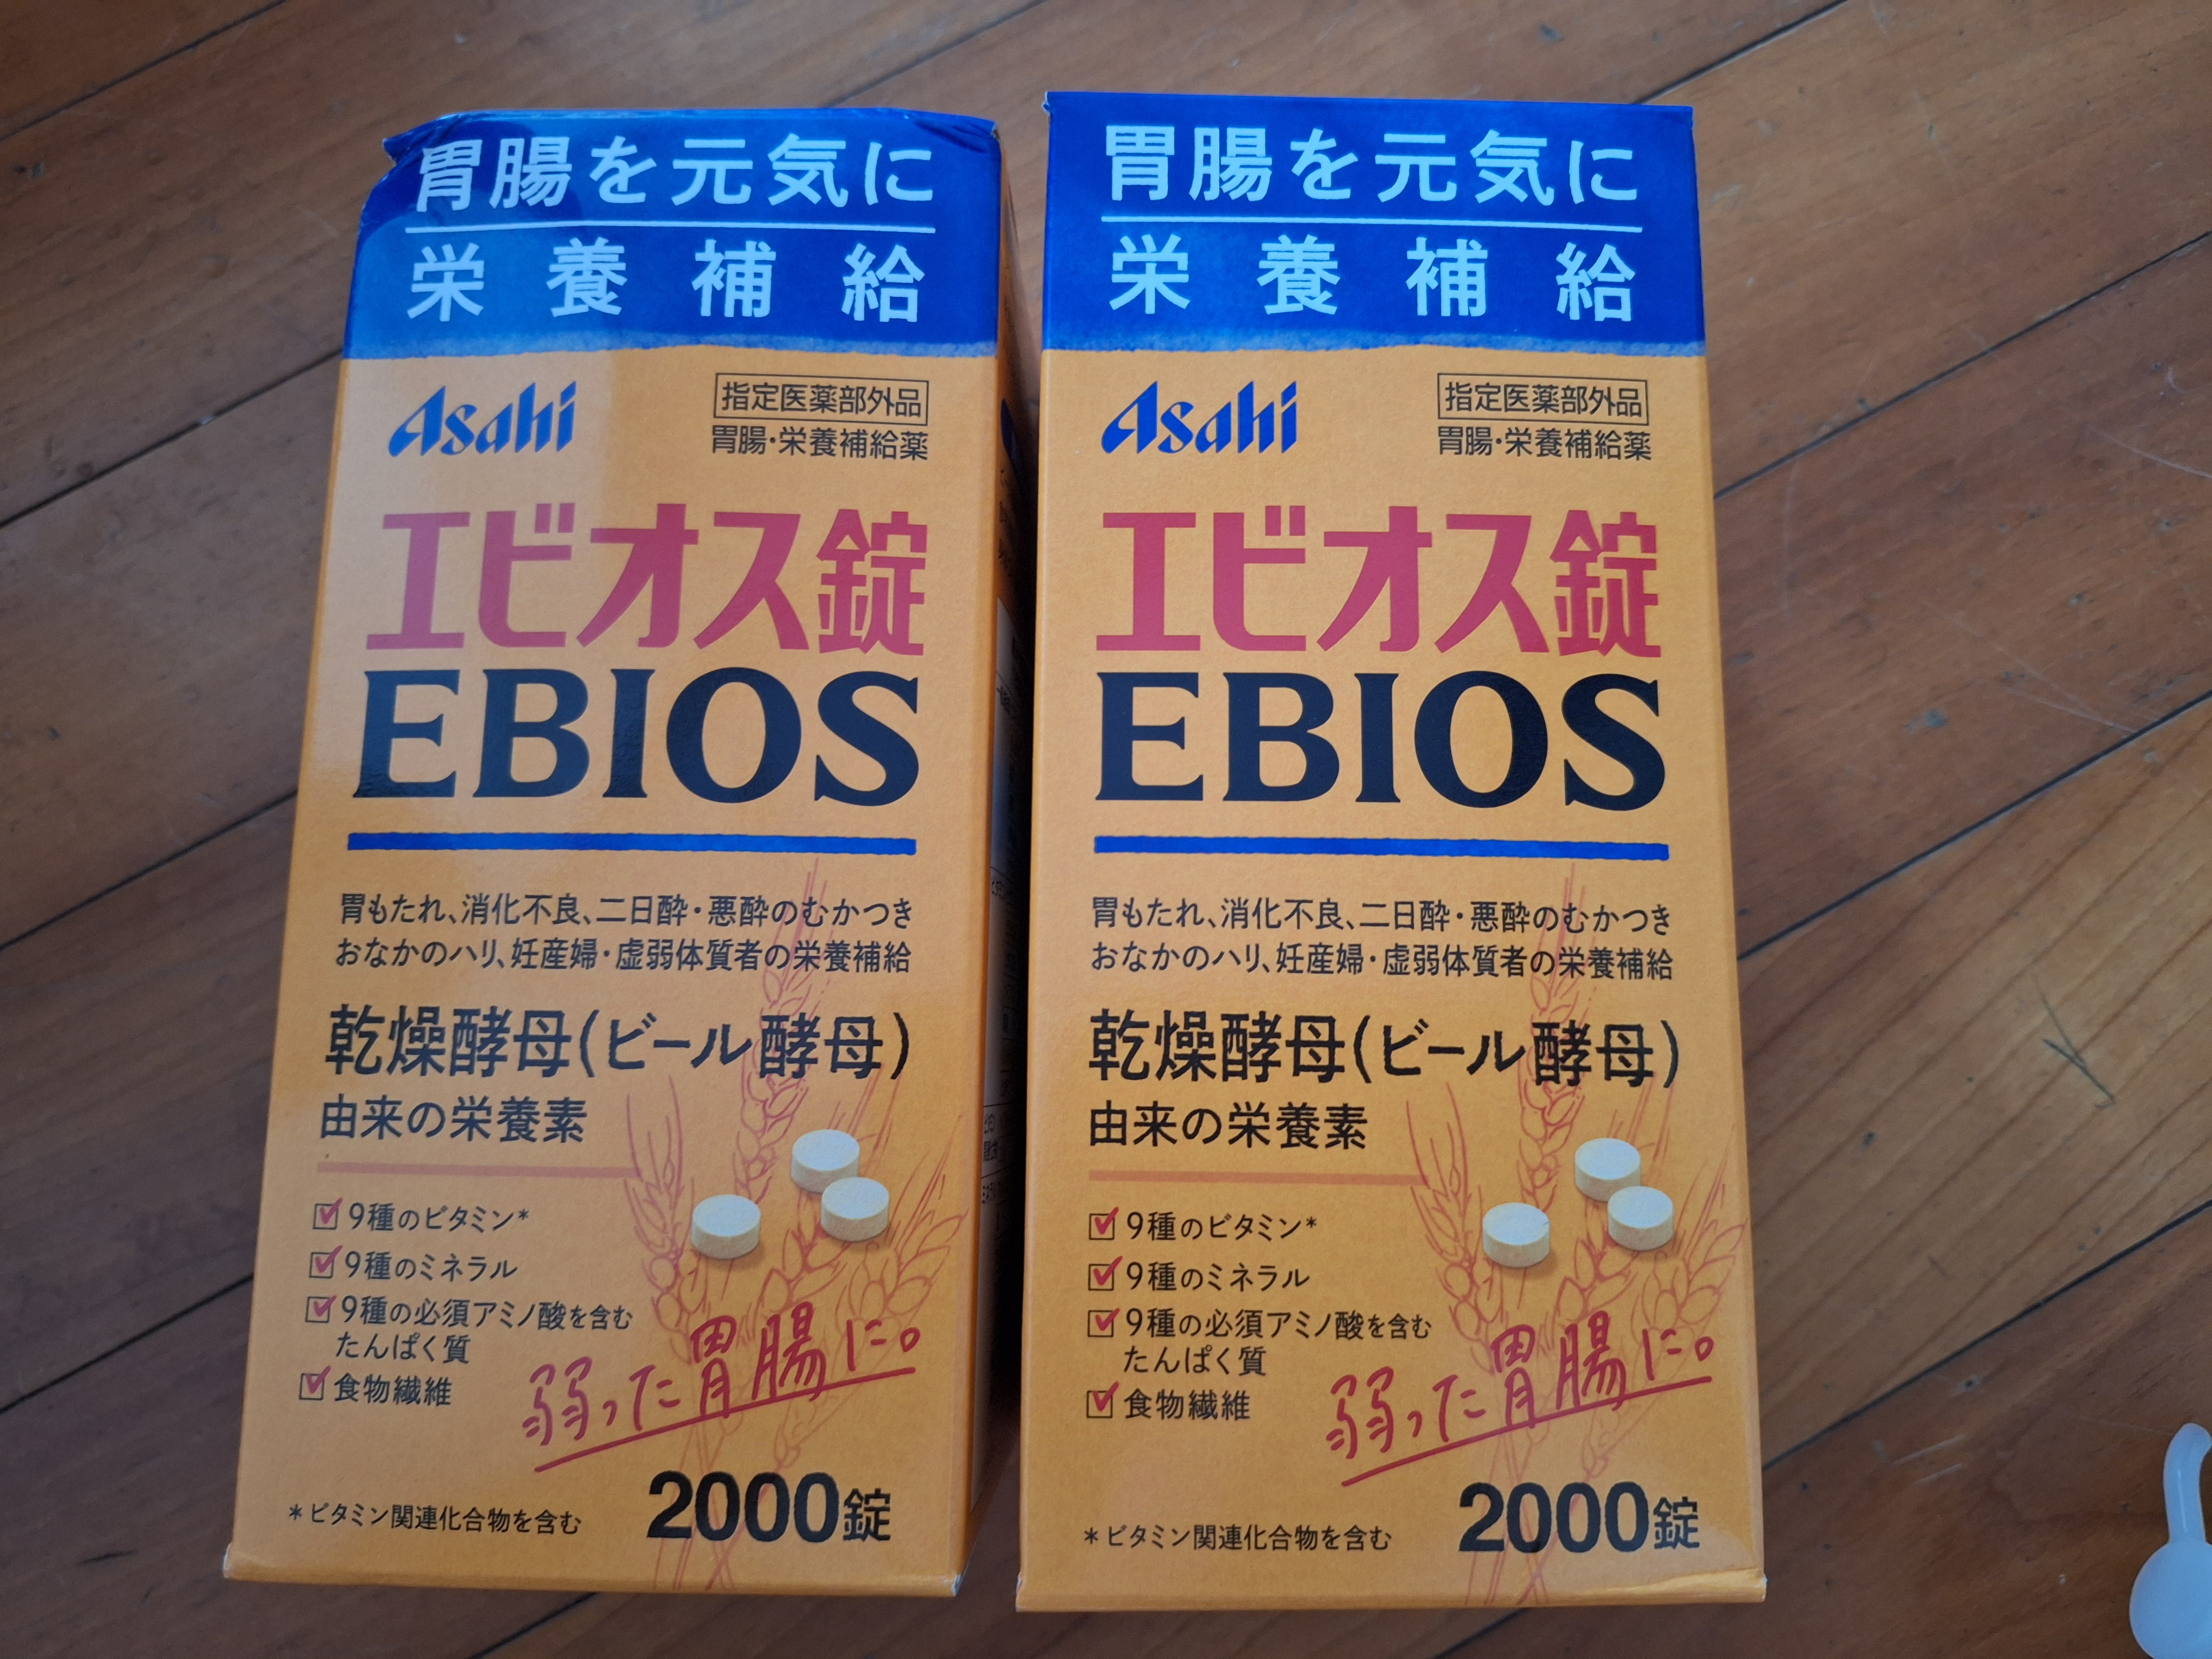 胃腸を元気に
栄養補給
Asahi
指定医薬部外品
胃腸・栄養補給薬
エビオス錠
EBIOS
胃もたれ、消化不良、二日酔・悪酔のむかつき
おなかのハリ、妊産婦・虚弱体質者の栄養補給
乾燥酵母(ビール酵母)
由来の栄養素
9種のビタミン*
9種のミネラル
9種の必須アミノ酸を含む
たんぱく質
食物繊維
弱った胃腸に。
*ビタミン関連化合物を含む
2000錠
胃腸を元気に
栄養補給
Asahi
指定医薬部外品
胃腸・栄養補給薬
エビオス錠
EBIOS
胃もたれ、消化不良、二日酔・悪酔のむかつき
おなかのハリ、妊産婦・虚弱体質者の栄養補給
乾燥酵母(ビール酵母)
由来の栄養素
9種のビタミン*
9種のミネラル
9種の必須アミノ酸を含む
たんぱく質
食物繊維
弱った胃腸に。
*ビタミン関連化合物を含む
2000錠